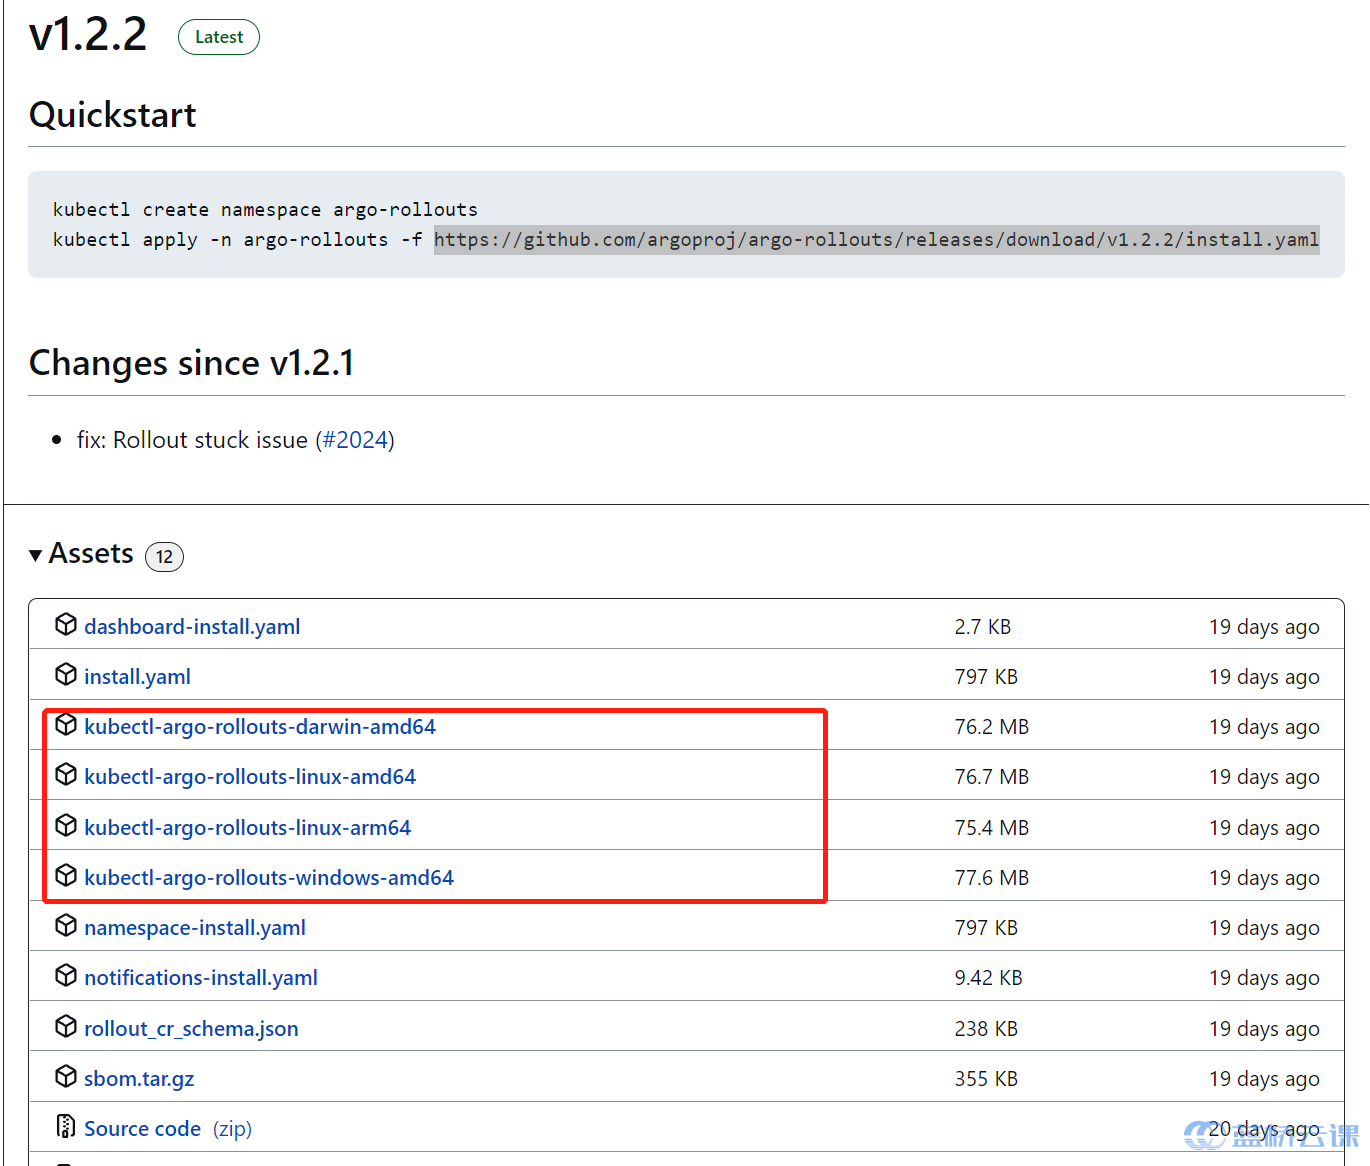 v1.2.2 Latest
Quickstart
kubectl create namespace argo-rollouts
kubectl apply -n argo-rollouts -f https://github.com/argoproj/argo-rollouts/releases/download/v1.2.2/install.yaml
Changes since v1.2.1
• fix: Rollout stuck issue (#2024)
Assets 12
dashboard-install.yaml 2.7 KB 19 days ago
install.yaml 797 KB 19 days ago
kubectl-argo-rollouts-darwin-amd64 76.2 MB 19 days ago
kubectl-argo-rollouts-linux-amd64 76.7 MB 19 days ago
kubectl-argo-rollouts-linux-arm64 75.4 MB 19 days ago
kubectl-argo-rollouts-windows-amd64 77.6 MB 19 days ago
namespace-install.yaml 797 KB 19 days ago
notifications-install.yaml 9.42 KB 19 days ago
rollout_cr_schema.json 238 KB 19 days ago
sbom.tar.gz 355 KB 19 days ago
Source code (zip) 20 days ago
蓝桥云课